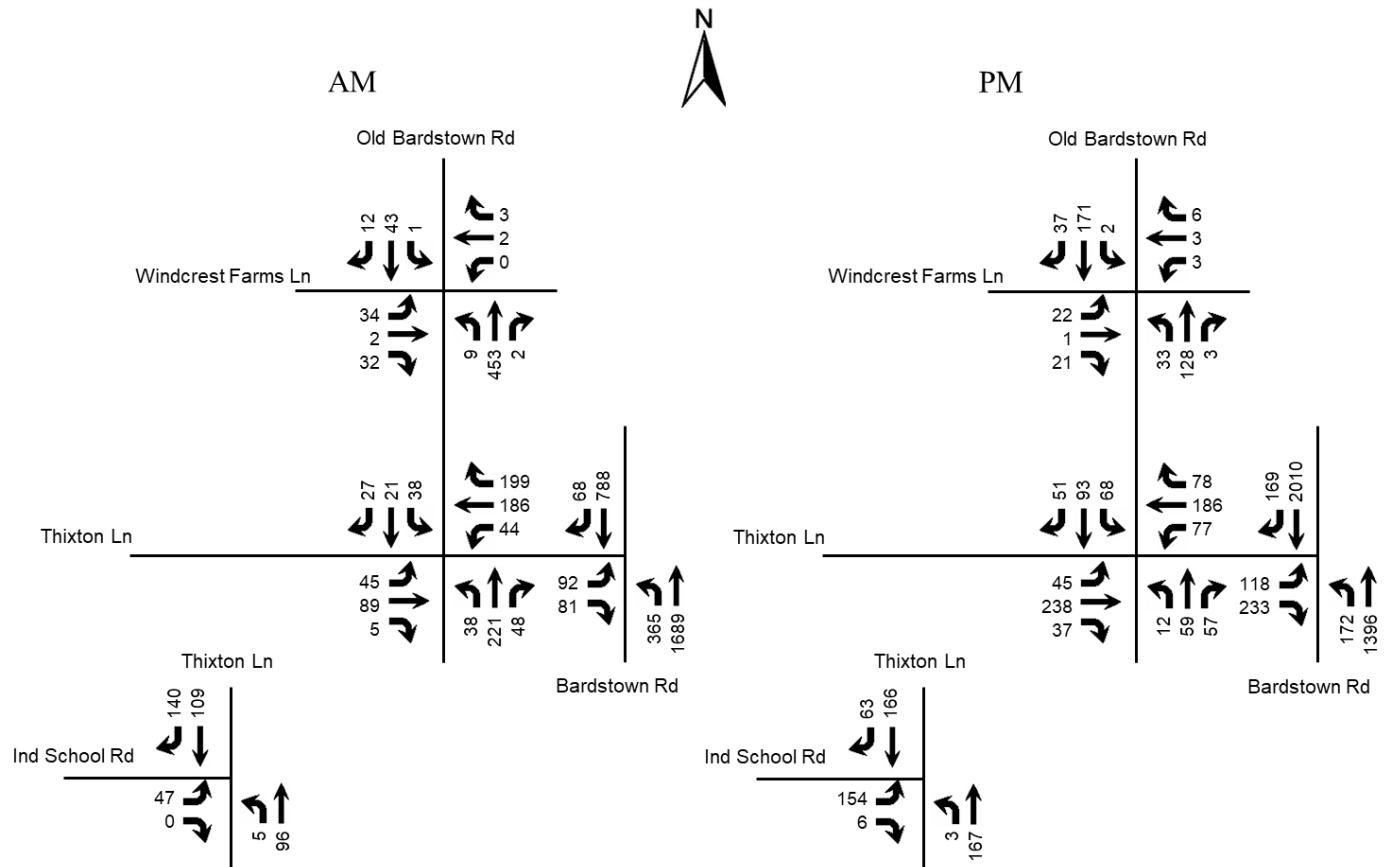 N
AM
PM
Old Bardstown Rd
12 43 1
3
2
0
Windcrest Farms Ln
34
2
32
9 453 2
27 21 38
199
186
44
68 788
Thixton Ln
45
89
5
38 221 48
92
81
365 1689
Bardstown Rd
Thixton Ln
140 109
Ind School Rd
47
0
5 96
Old Bardstown Rd
37 171 2
6
3
3
Windcrest Farms Ln
22
1
21
33 128 3
51 93 68
78
186
77
169 2010
Thixton Ln
45
238
37
12 59 57
118
233
172 1396
Bardstown Rd
Thixton Ln
63 166
Ind School Rd
154
6
3 167